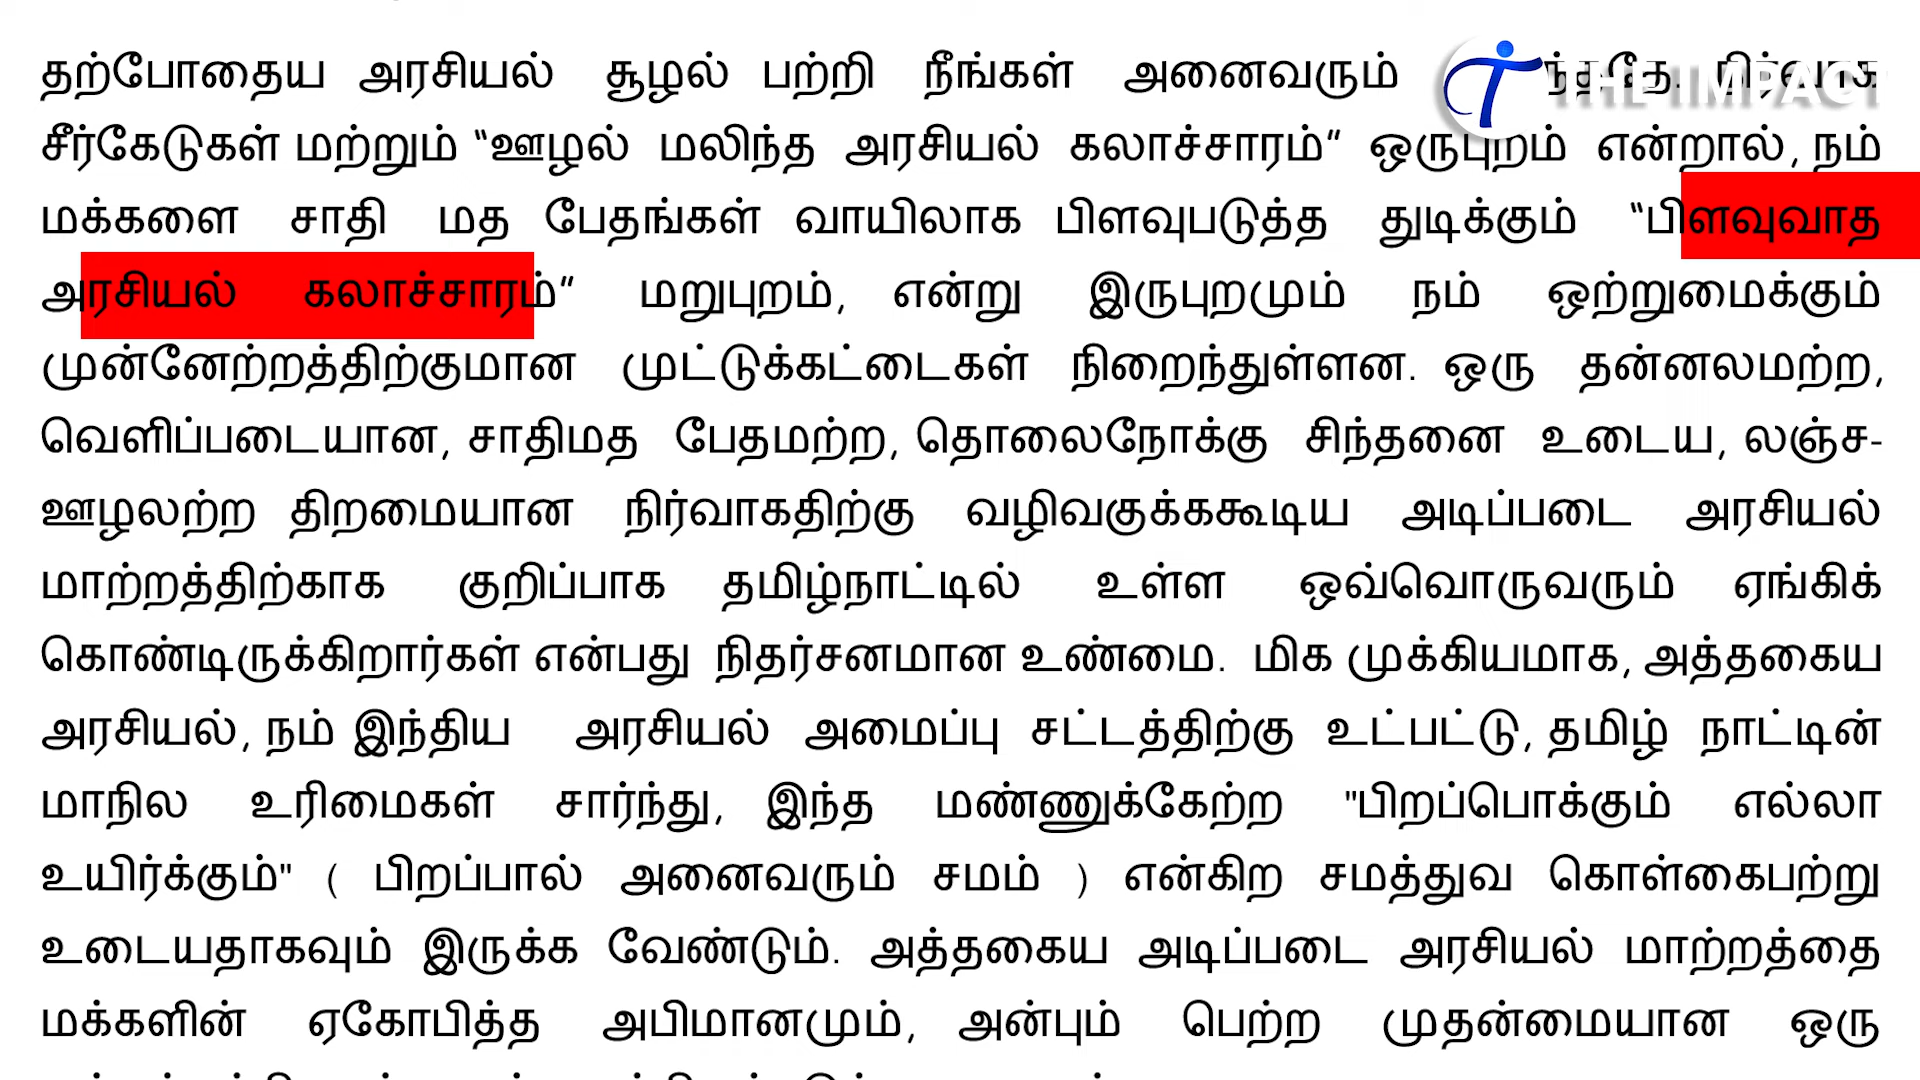 தற்போதைய அரசியல் சூழல் பற்றி நீங்கள் அனைவரும்
THE IMPACT
சீர்கேடுகள் மற்றும் “ஊழல் மலிந்த அரசியல் கலாச்சாரம்” ஒருபுறம் என்றால், நம்
மக்களை சாதி மத பேதங்கள் வாயிலாக பிளவுபடுத்த துடிக்கும் “பிளவுவாத
அரசியல் கலாச்சாரம்” மறுபுறம், என்று இருபுறமும் நம் ஒற்றுமைக்கும்
முன்னேற்றத்திற்குமான முட்டுக்கட்டைகள் நிறைந்துள்ளன. ஒரு தன்னலமற்ற,
வெளிப்படையான, சாதிமத பேதமற்ற, தொலைநோக்கு சிந்தனை உடைய, லஞ்ச-
ஊழலற்ற திறமையான நிர்வாகதிற்கு வழிவகுக்ககூடிய அடிப்படை அரசியல்
மாற்றத்திற்காக குறிப்பாக தமிழ்நாட்டில் உள்ள ஒவ்வொருவரும் ஏங்கிக்
கொண்டிருக்கிறார்கள் என்பது நிதர்சனமான உண்மை. மிக முக்கியமாக, அத்தகைய
அரசியல், நம் இந்திய அரசியல் அமைப்பு சட்டத்திற்கு உட்பட்டு, தமிழ் நாட்டின்
மாநில உரிமைகள் சார்ந்து, இந்த மண்ணுக்கேற்ற "பிறப்பொக்கும் எல்லா
உயிர்க்கும்" ( பிறப்பால் அனைவரும் சமம் ) என்கிற சமத்துவ கொள்கைபற்று
உடையதாகவும் இருக்க வேண்டும். அத்தகைய அடிப்படை அரசியல் மாற்றத்தை
மக்களின் ஏகோபித்த அபிமானமும், அன்பும் பெற்ற முதன்மையான ஒரு